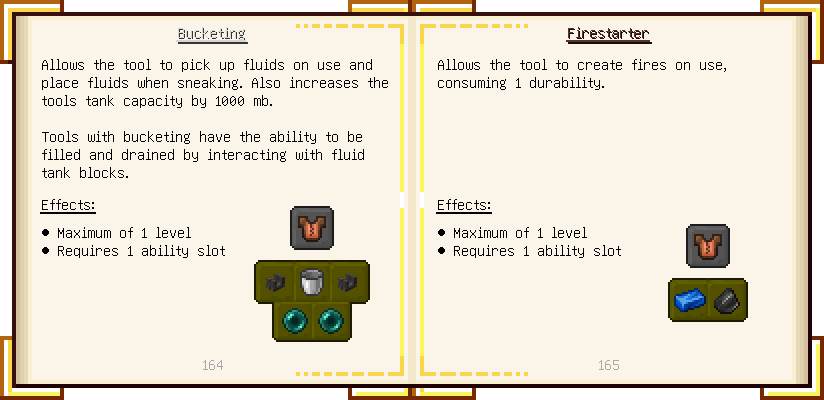 Bucketing
Allows the tool to pick up fluids on use and
place fluids when sneaking. Also increases the
tools tank capacity by 1000 mb.
Tools with bucketing have the ability to be
filled and drained by interacting with fluid
tank blocks.
Effects:
● Maximum of 1 level
● Requires 1 ability slot
164
Firestarter
Allows the tool to create fires on use,
consuming 1 durability.
Effects:
● Maximum of 1 level
● Requires 1 ability slot
165